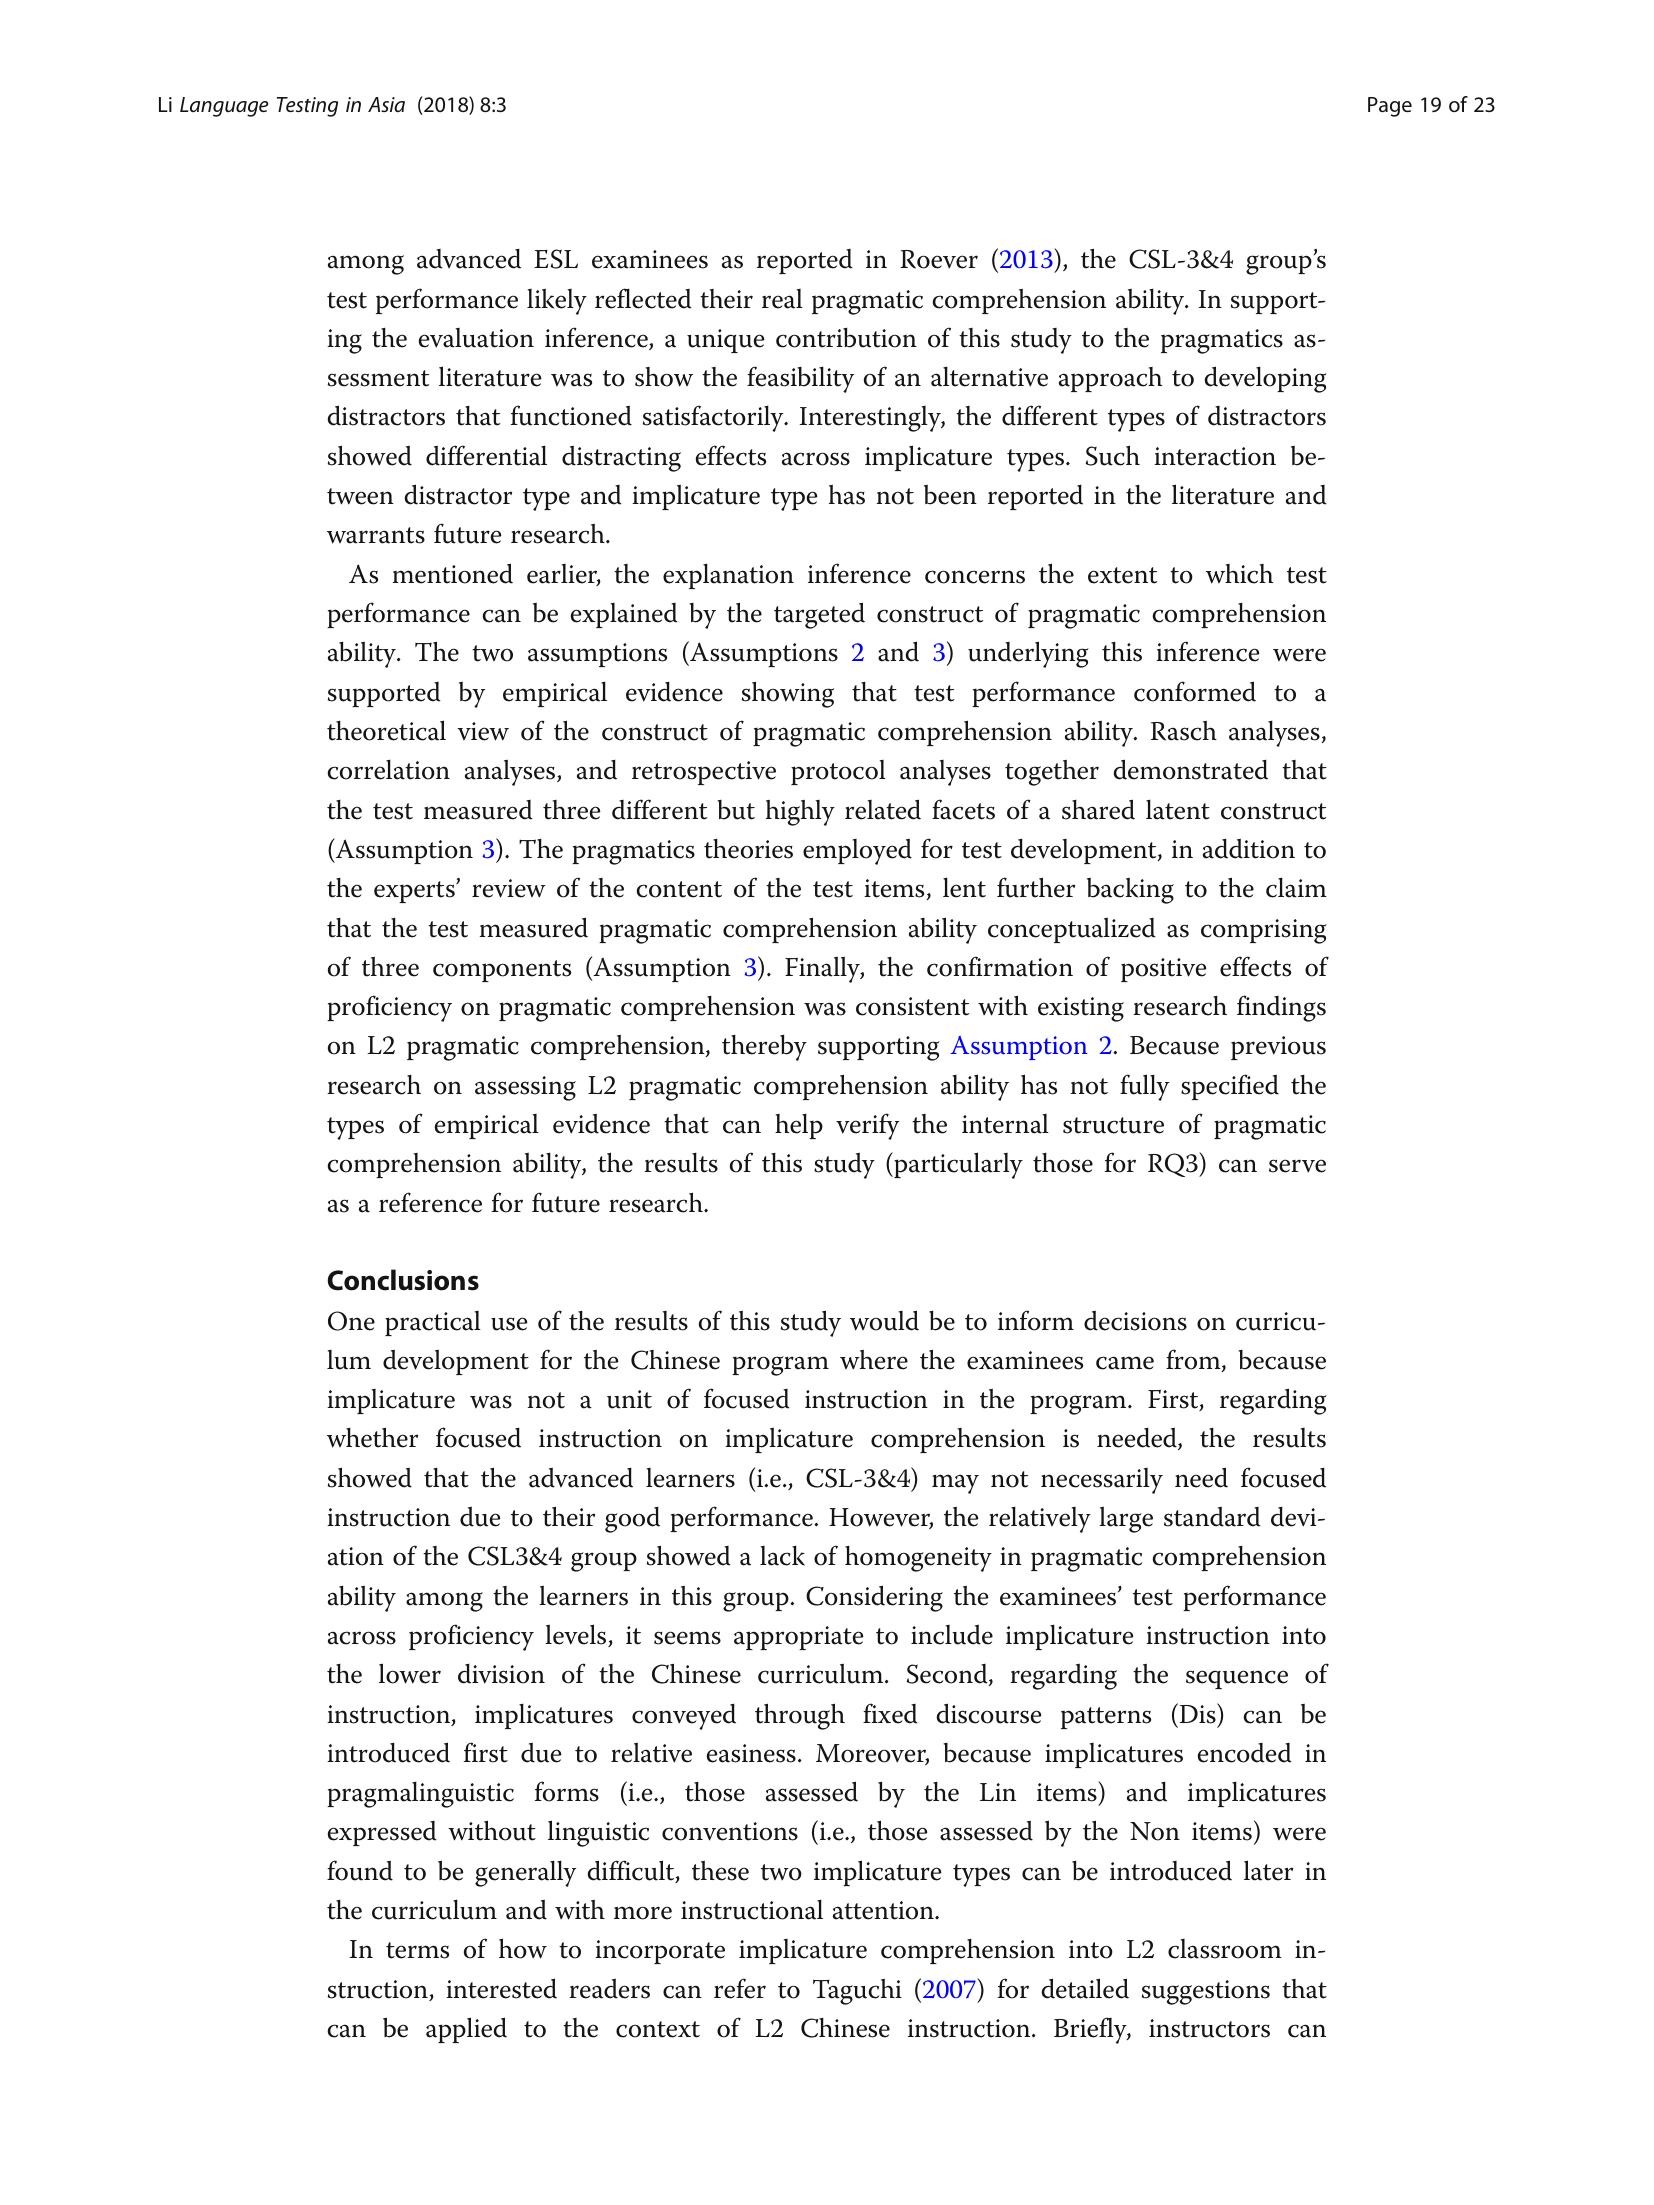 Li Language Testing in Asia (2018) 8:3
Page 19 of 23
among advanced ESL examinees as reported in Roever (2013), the CSL-3&4 group’s
test performance likely reflected their real pragmatic comprehension ability. In support-
ing the evaluation inference, a unique contribution of this study to the pragmatics as-
sessment literature was to show the feasibility of an alternative approach to developing
distractors that functioned satisfactorily. Interestingly, the different types of distractors
showed differential distracting effects across implicature types. Such interaction be-
tween distractor type and implicature type has not been reported in the literature and
warrants future research.
As mentioned earlier, the explanation inference concerns the extent to which test
performance can be explained by the targeted construct of pragmatic comprehension
ability. The two assumptions (Assumptions 2 and 3) underlying this inference were
supported by empirical evidence showing that test performance conformed to a
theoretical view of the construct of pragmatic comprehension ability. Rasch analyses,
correlation analyses, and retrospective protocol analyses together demonstrated that
the test measured three different but highly related facets of a shared latent construct
(Assumption 3). The pragmatics theories employed for test development, in addition to
the experts’ review of the content of the test items, lent further backing to the claim
that the test measured pragmatic comprehension ability conceptualized as comprising
of three components (Assumption 3). Finally, the confirmation of positive effects of
proficiency on pragmatic comprehension was consistent with existing research findings
on L2 pragmatic comprehension, thereby supporting Assumption 2. Because previous
research on assessing L2 pragmatic comprehension ability has not fully specified the
types of empirical evidence that can help verify the internal structure of pragmatic
comprehension ability, the results of this study (particularly those for RQ3) can serve
as a reference for future research.
Conclusions
One practical use of the results of this study would be to inform decisions on curricu-
lum development for the Chinese program where the examinees came from, because
implicature was not a unit of focused instruction in the program. First, regarding
whether focused instruction on implicature comprehension is needed, the results
showed that the advanced learners (i.e., CSL-3&4) may not necessarily need focused
instruction due to their good performance. However, the relatively large standard devi-
ation of the CSL3&4 group showed a lack of homogeneity in pragmatic comprehension
ability among the learners in this group. Considering the examinees’ test performance
across proficiency levels, it seems appropriate to include implicature instruction into
the lower division of the Chinese curriculum. Second, regarding the sequence of
instruction, implicatures conveyed through fixed discourse patterns (Dis) can be
introduced first due to relative easiness. Moreover, because implicatures encoded in
pragmalinguistic forms (i.e., those assessed by the Lin items) and implicatures
expressed without linguistic conventions (i.e., those assessed by the Non items) were
found to be generally difficult, these two implicature types can be introduced later in
the curriculum and with more instructional attention.
In terms of how to incorporate implicature comprehension into L2 classroom in-
struction, interested readers can refer to Taguchi (2007) for detailed suggestions that
can be applied to the context of L2 Chinese instruction. Briefly, instructors can